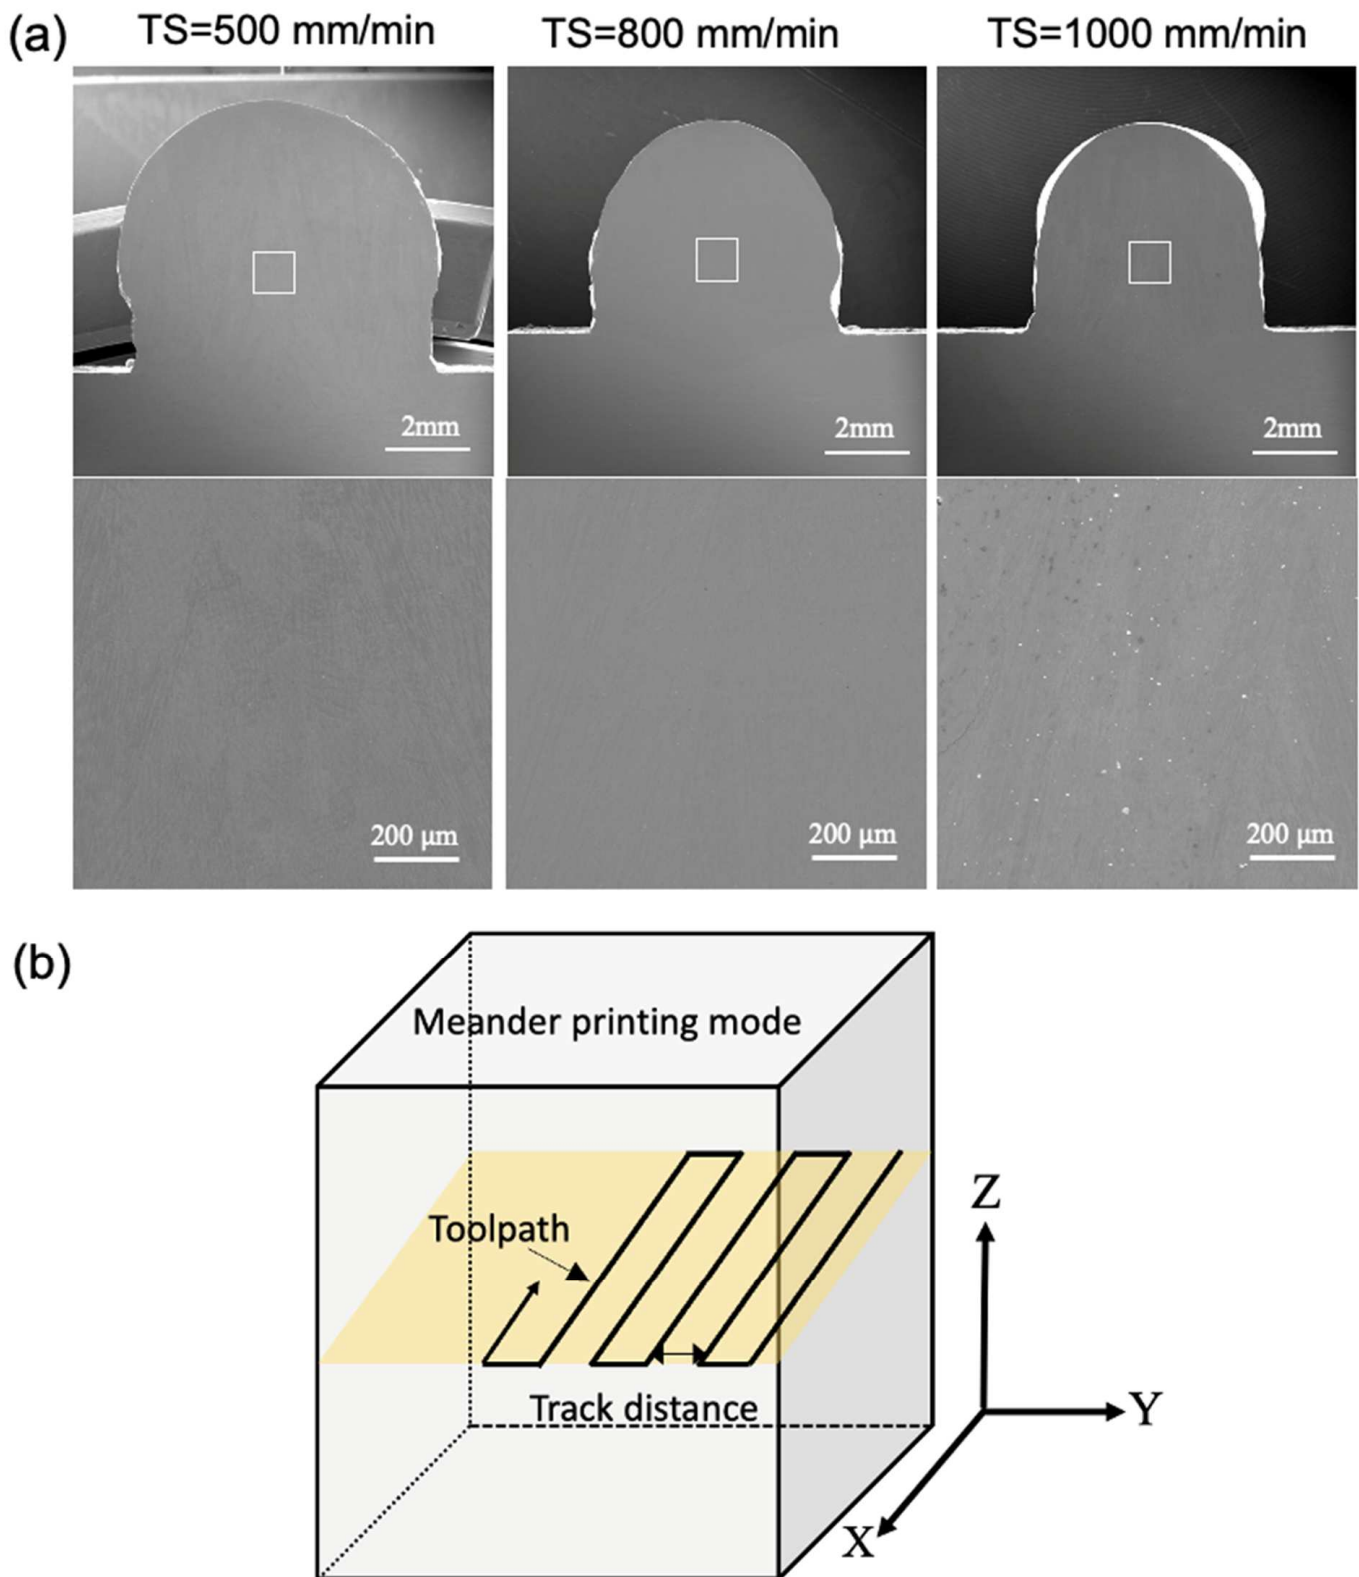 (a)
TS=500 mm/min
TS=800 mm/min
TS=1000 mm/min
2mm
2mm
2mm
200 μm
200 μm
200 μm
(b)
Meander printing mode
Toolpath
Track distance
Z
Y
X